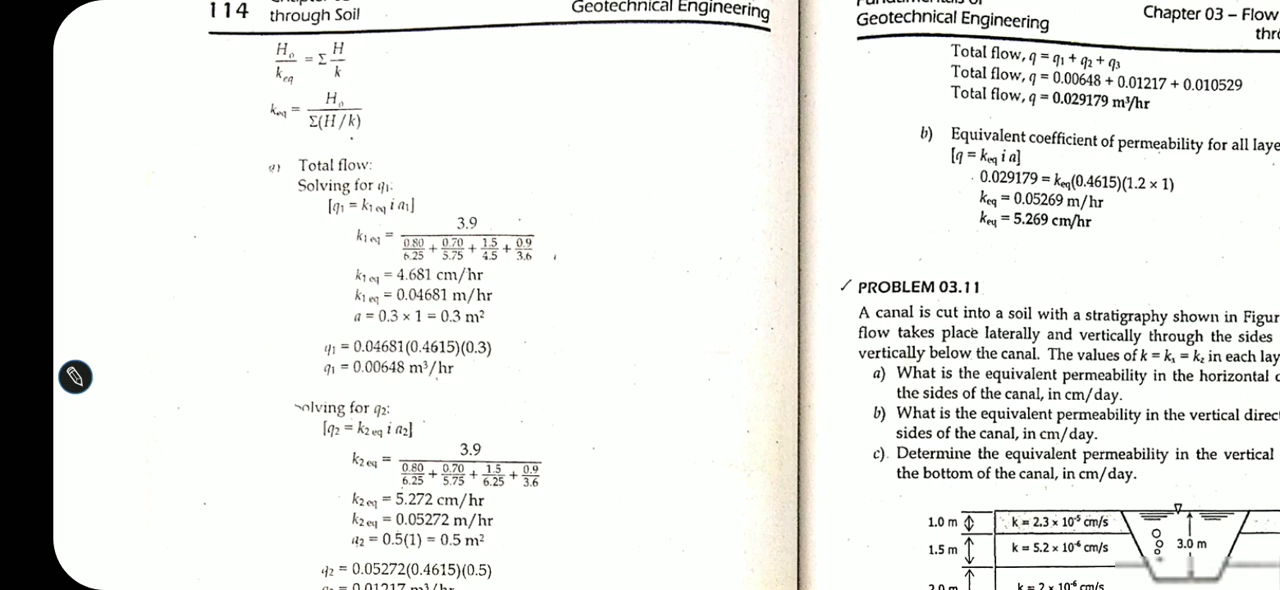 114 through Soil
Geotechnical Engineering
H₀/k_eq = Σ H/k
k_eq = H₀/Σ(H/k)
a) Total flow:
Solving for q₁:
[q₁ = k₁ eq i a₁]
k₁ eq = 3.9/(0.80/6.25 + 0.70/5.75 + 1.5/4.5 + 0.9/3.6)
k₁ eq = 4.681 cm/hr
k₁ eq = 0.04681 m/hr
a = 0.3 × 1 = 0.3 m²
q₁ = 0.04681(0.4615)(0.3)
q₁ = 0.00648 m³/hr
Solving for q₂:
[q₂ = k₂ eq i a₂]
k₂ eq = 3.9/(0.80/6.25 + 0.70/5.75 + 1.5/6.25 + 0.9/3.6)
k₂ eq = 5.272 cm/hr
k₂ eq = 0.05272 m/hr
a₂ = 0.5(1) = 0.5 m²
q₂ = 0.05272(0.4615)(0.5)
= 0.01217 m³/hr
Geotechnical Engineering
Chapter 03 – Flow
Total flow, q = q₁ + q₂ + q₃
Total flow, q = 0.00648 + 0.01217 + 0.010529
Total flow, q = 0.029179 m³/hr
b) Equivalent coefficient of permeability for all
[q = k_eq i a]
0.029179 = k_eq(0.4615)(1.2 × 1)
k_eq = 0.05269 m/hr
k_eq = 5.269 cm/hr
✓ PROBLEM 03.11
A canal is cut into a soil with a stratigraphy shown in
flow takes place laterally and vertically through the sides
vertically below the canal. The values of k = kₓ = k_z in each
a) What is the equivalent permeability in the horizontal
the sides of the canal, in cm/day.
b) What is the equivalent permeability in the vertical
sides of the canal, in cm/day.
c). Determine the equivalent permeability in the vertical
the bottom of the canal, in cm/day.
1.0 m k = 2.3 × 10⁻⁵ cm/s
1.5 m k = 5.2 × 10⁻⁶ cm/s 3.0 m
2.0 m k = 2 × 10⁻⁶ cm/s